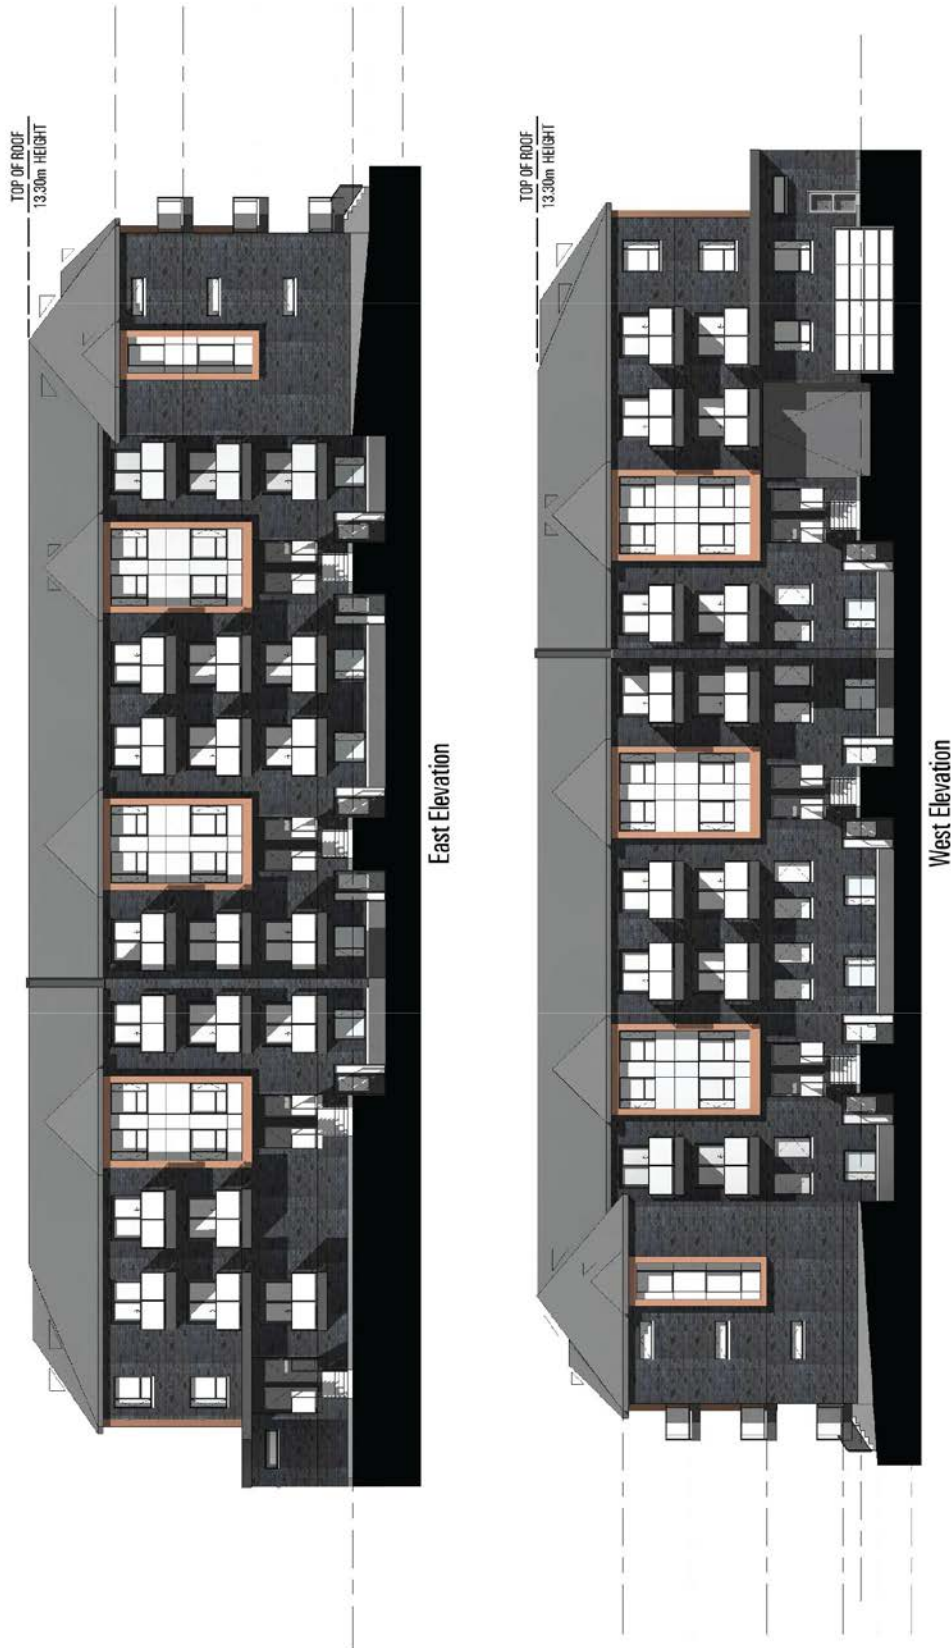 TOP OF ROOF
13.30m HEIGHT
East Elevation
TOP OF ROOF
13.30m HEIGHT
West Elevation